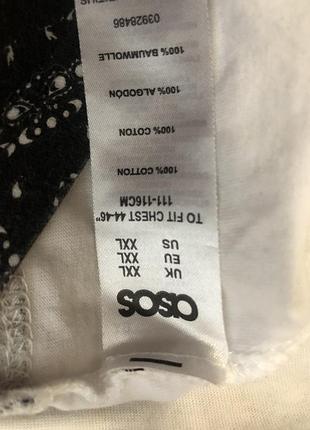 asos
UK XXL
EU XXL
US XXL
TO FIT CHEST 44-46"
111-116CM
100% COTTON
100% COTON
100% ALGODÓN
100% BAUMWOLLE
03928486